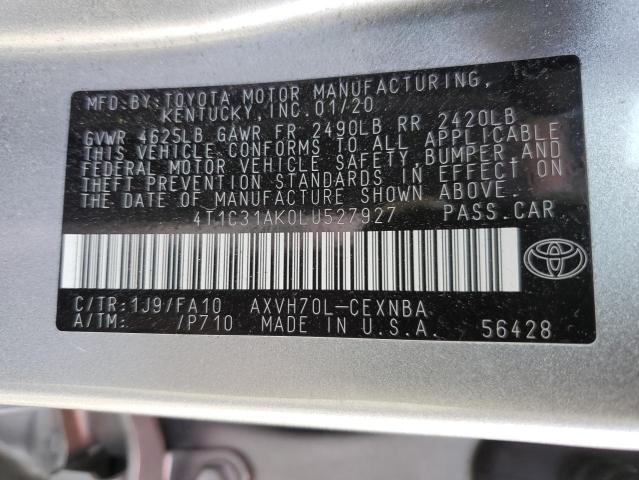 MFD.BY:TOYOTA MOTOR MANUFACTURING,
KENTUCKY,INC.01/20
GVWR 4625LB GAWR FR 2490LB RR 2420LB
THIS VEHICLE CONFORMS TO ALL APPLICABLE
FEDERAL MOTOR VEHICLE SAFETY,BUMPER,AND
THEFT PREVENTION STANDARDS IN EFFECT ON
THE DATE OF MANUFACTURE SHOWN ABOVE.
4T1C31AK0LU527927 PASS.CAR
C/TR:1J9/FA10 AXVH70L-CEXNBA
A/TM: /P710 MADE IN U.S.A. 56428